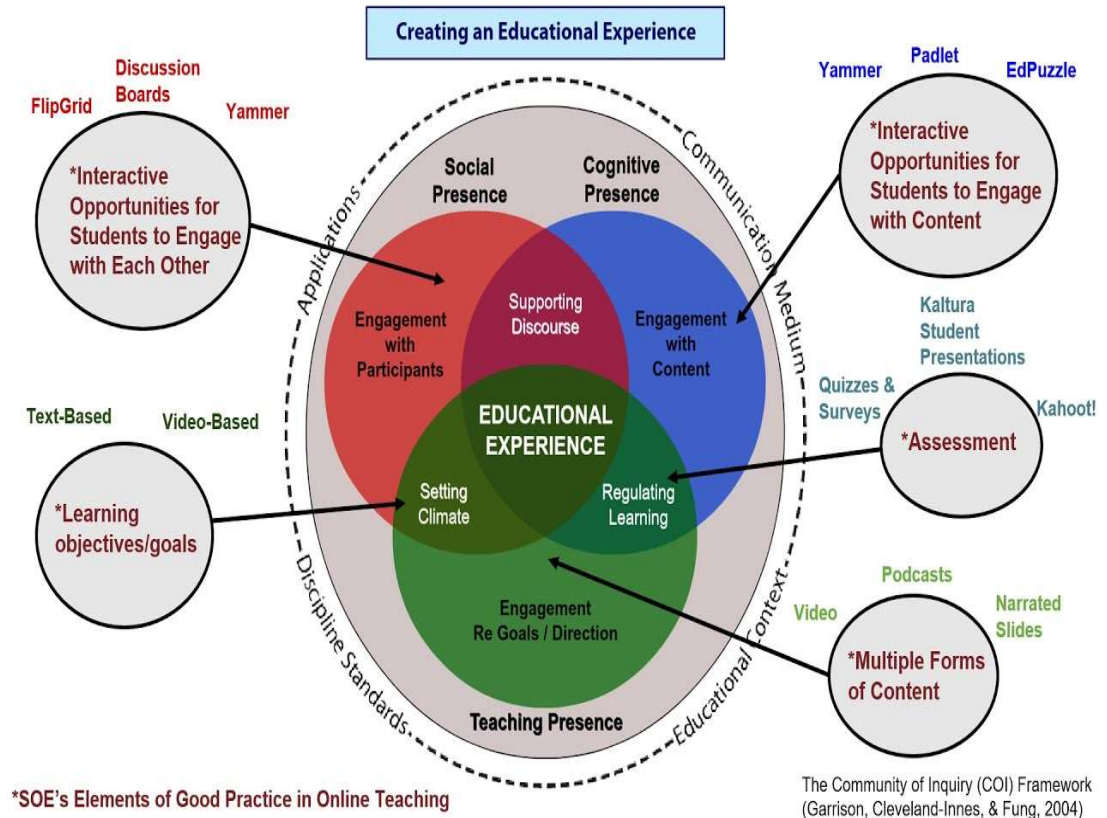 Creating an Educational Experience
FlipGrid
Discussion
Boards
Yammer
*Interactive
Opportunities for
Students to Engage
with Each Other
Yammer
Padlet
EdPuzzle
*Interactive
Opportunities for
Students to Engage
with Content
Applications
Communication Medium
Social
Presence
Cognitive
Presence
Engagement
with
Participants
Supporting
Discourse
Engagement
with
Content
EDUCATIONAL
EXPERIENCE
Setting
Climate
Regulating
Learning
Engagement
Re Goals / Direction
Teaching Presence
Discipline Standards
Educational Context
Text-Based
Video-Based
*Learning
objectives/goals
Kaltura
Student
Presentations
Quizzes &
Surveys
Kahoot!
*Assessment
Podcasts
Video
Narrated
Slides
*Multiple Forms
of Content
*SOE's Elements of Good Practice in Online Teaching
The Community of Inquiry (COI) Framework
(Garrison, Cleveland-Innes, & Fung, 2004)